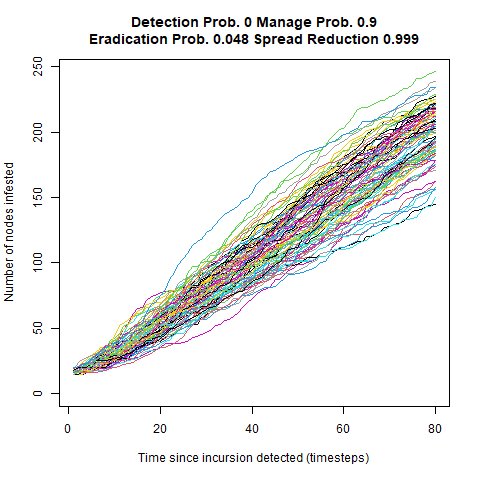 Detection Prob. 0 Manage Prob. 0.9
Eradication Prob. 0.048 Spread Reduction 0.999
250
200
150
100
50
0
Number of nodes infested
0 20 40 60 80
Time since incursion detected (timesteps)